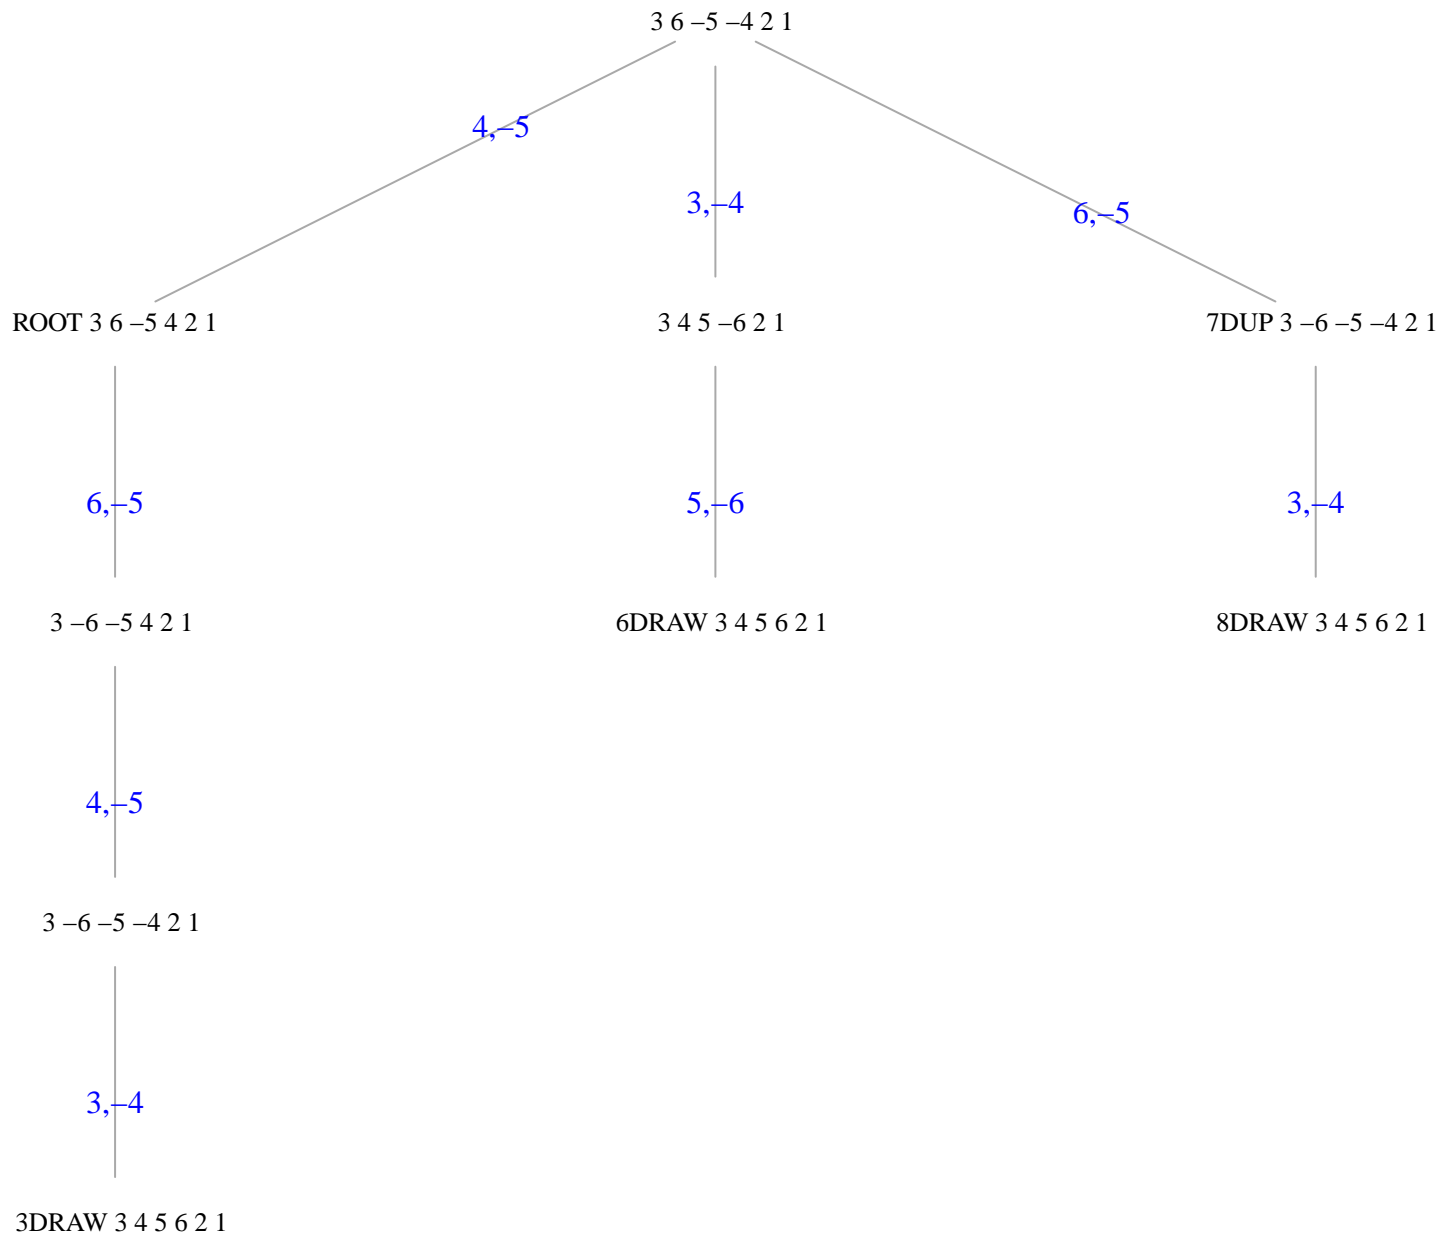 3 6 –5 –4 2 1
4,–5
3,–4
6,–5
ROOT 3 6 –5 4 2 1
3 4 5 –6 2 1
7DUP 3 –6 –5 –4 2 1
6,–5
5,–6
3,–4
3 –6 –5 4 2 1
6DRAW 3 4 5 6 2 1
8DRAW 3 4 5 6 2 1
4,–5
3 –6 –5 –4 2 1
3,–4
3DRAW 3 4 5 6 2 1